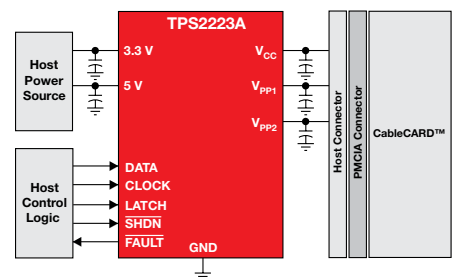 TPS2223A
Host
Power
Source
3.3 V
5 V
VCC
VPP1
VPP2
Host
Control
Logic
DATA
CLOCK
LATCH
SHDN
FAULT
GND
Host Connector
PMCIA Connector
CableCARD™